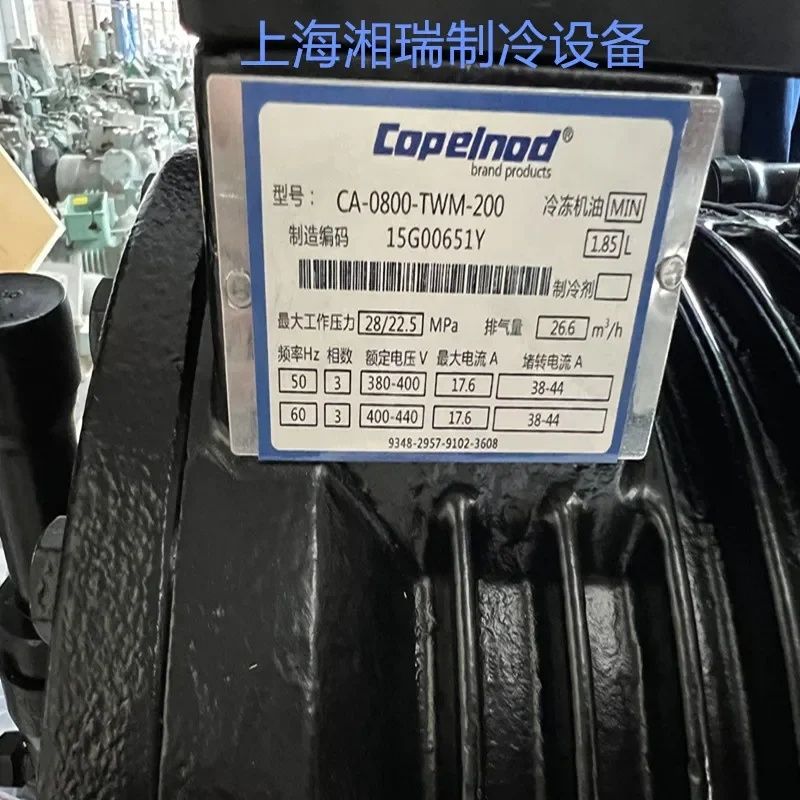 上海湘瑞制冷设备
Copelnod®
brand products
型号： CA-0800-TWM-200 冷冻机油 MIN
制造编码 15G00651Y 1.85 L
制冷剂
最大工作压力 28/22.5 MPa 排气量 26.6 m³/h
频率Hz 相数 额定电压 V 最大电流 A 堵转电流 A
50 3 380-400 17.6 38-44
60 3 400-440 17.6 38-44
9348-2957-9102-3608